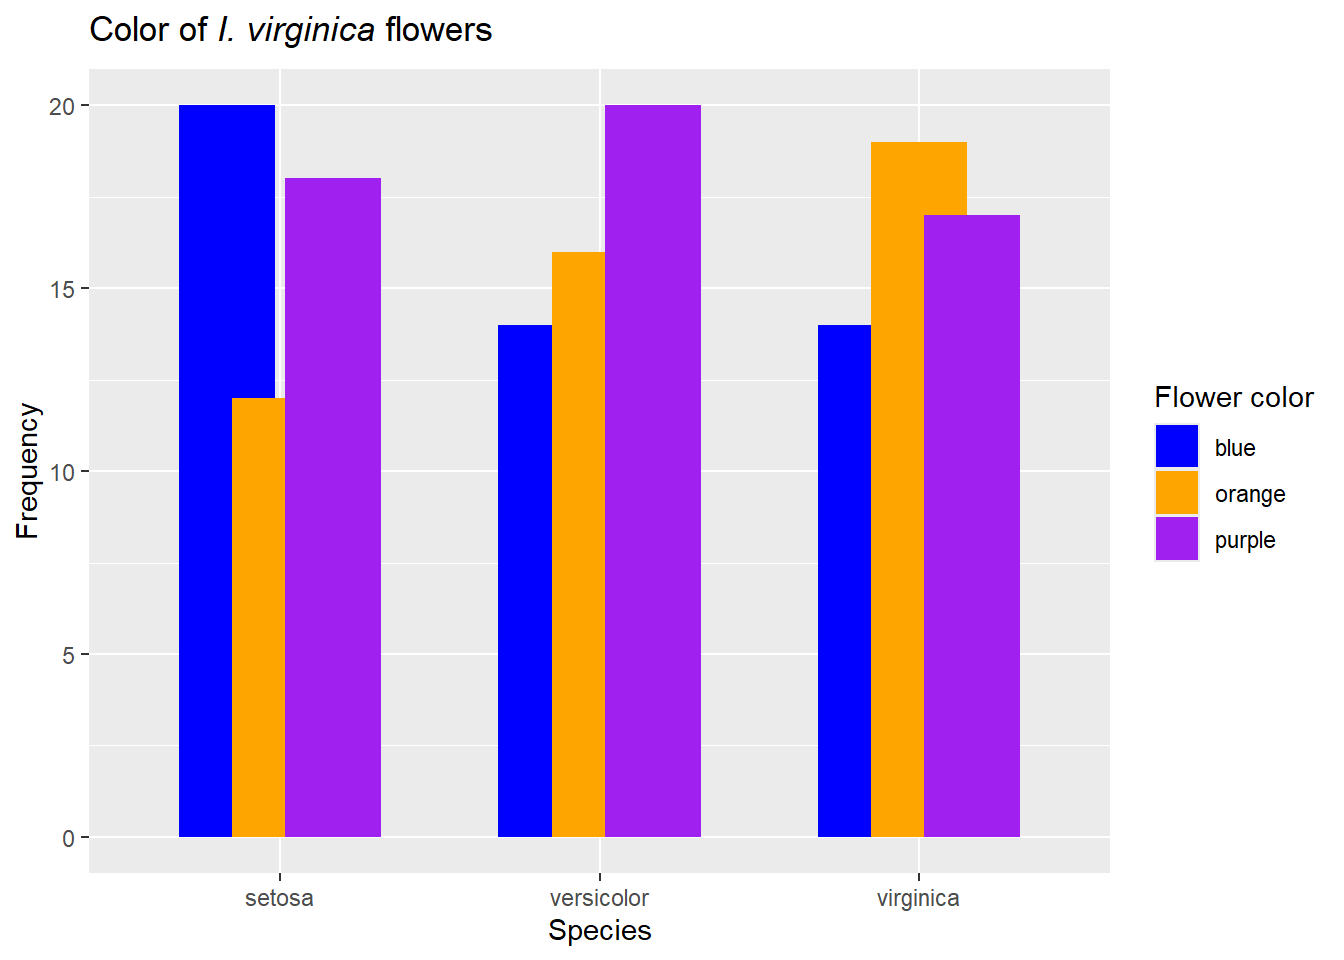 Color of I. virginica flowers
20
15
10
5
0
Frequency
setosa versicolor virginica
Species
Flower color
blue
orange
purple